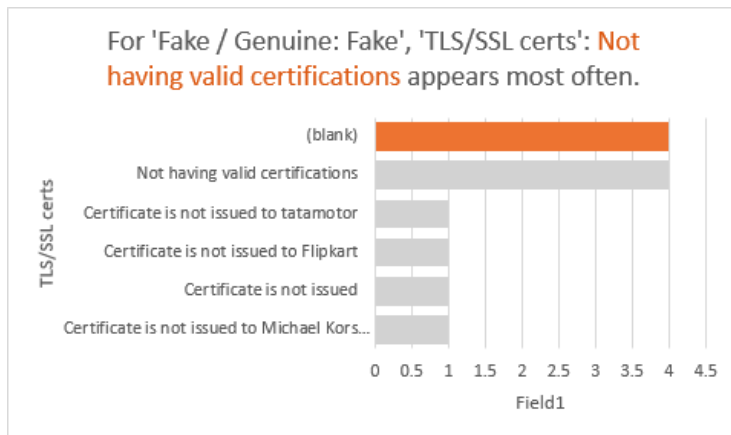 For 'Fake / Genuine: Fake', 'TLS/SSL certs': Not
having valid certifications appears most often.
TLS/SSL certs
(blank)
Not having valid certifications
Certificate is not issued to tatamotor
Certificate is not issued to Flipkart
Certificate is not issued
Certificate is not issued to Michael Kors...
0 0.5 1 1.5 2 2.5 3 3.5 4 4.5
Field1